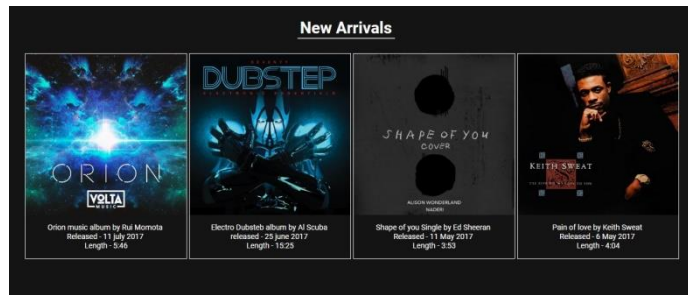 New Arrivals
ORION
VOLTA
MUSIC
Orion music album by Rui Momota
Released - 11 july 2017
Length - 5:46
DUBSTEP
Electro Dubsteb album by Al Scuba
released - 25 june 2017
Length - 15:25
SHAPE OF YOU
COVER
ALISON WONDERLAND
NADERI
Shape of you Single by Ed Sheeran
Released - 11 May 2017
Length - 3:53
KEITH SWEAT
Pain of love by Keith Sweat
Released - 6 May 2017
Length - 4:04